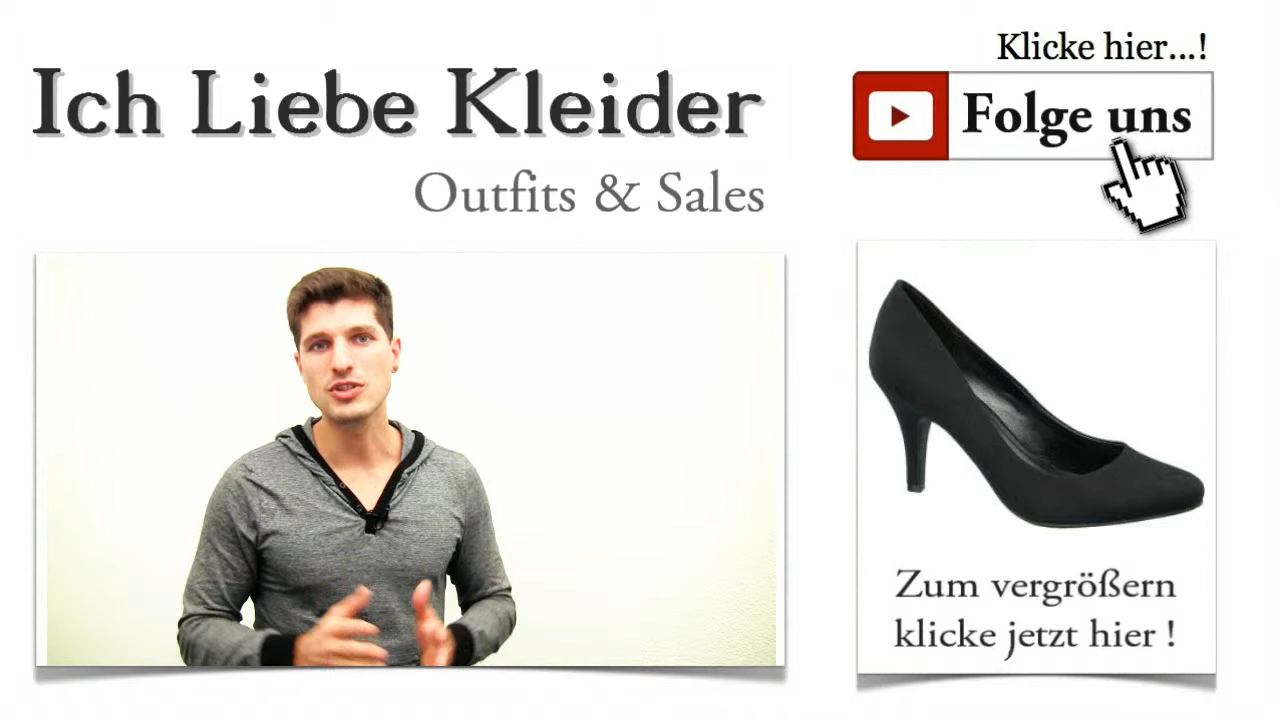 Ich Liebe Kleider
Outfits & Sales
Klicke hier...!
Folge uns
Zum vergrößern
klicke jetzt hier !